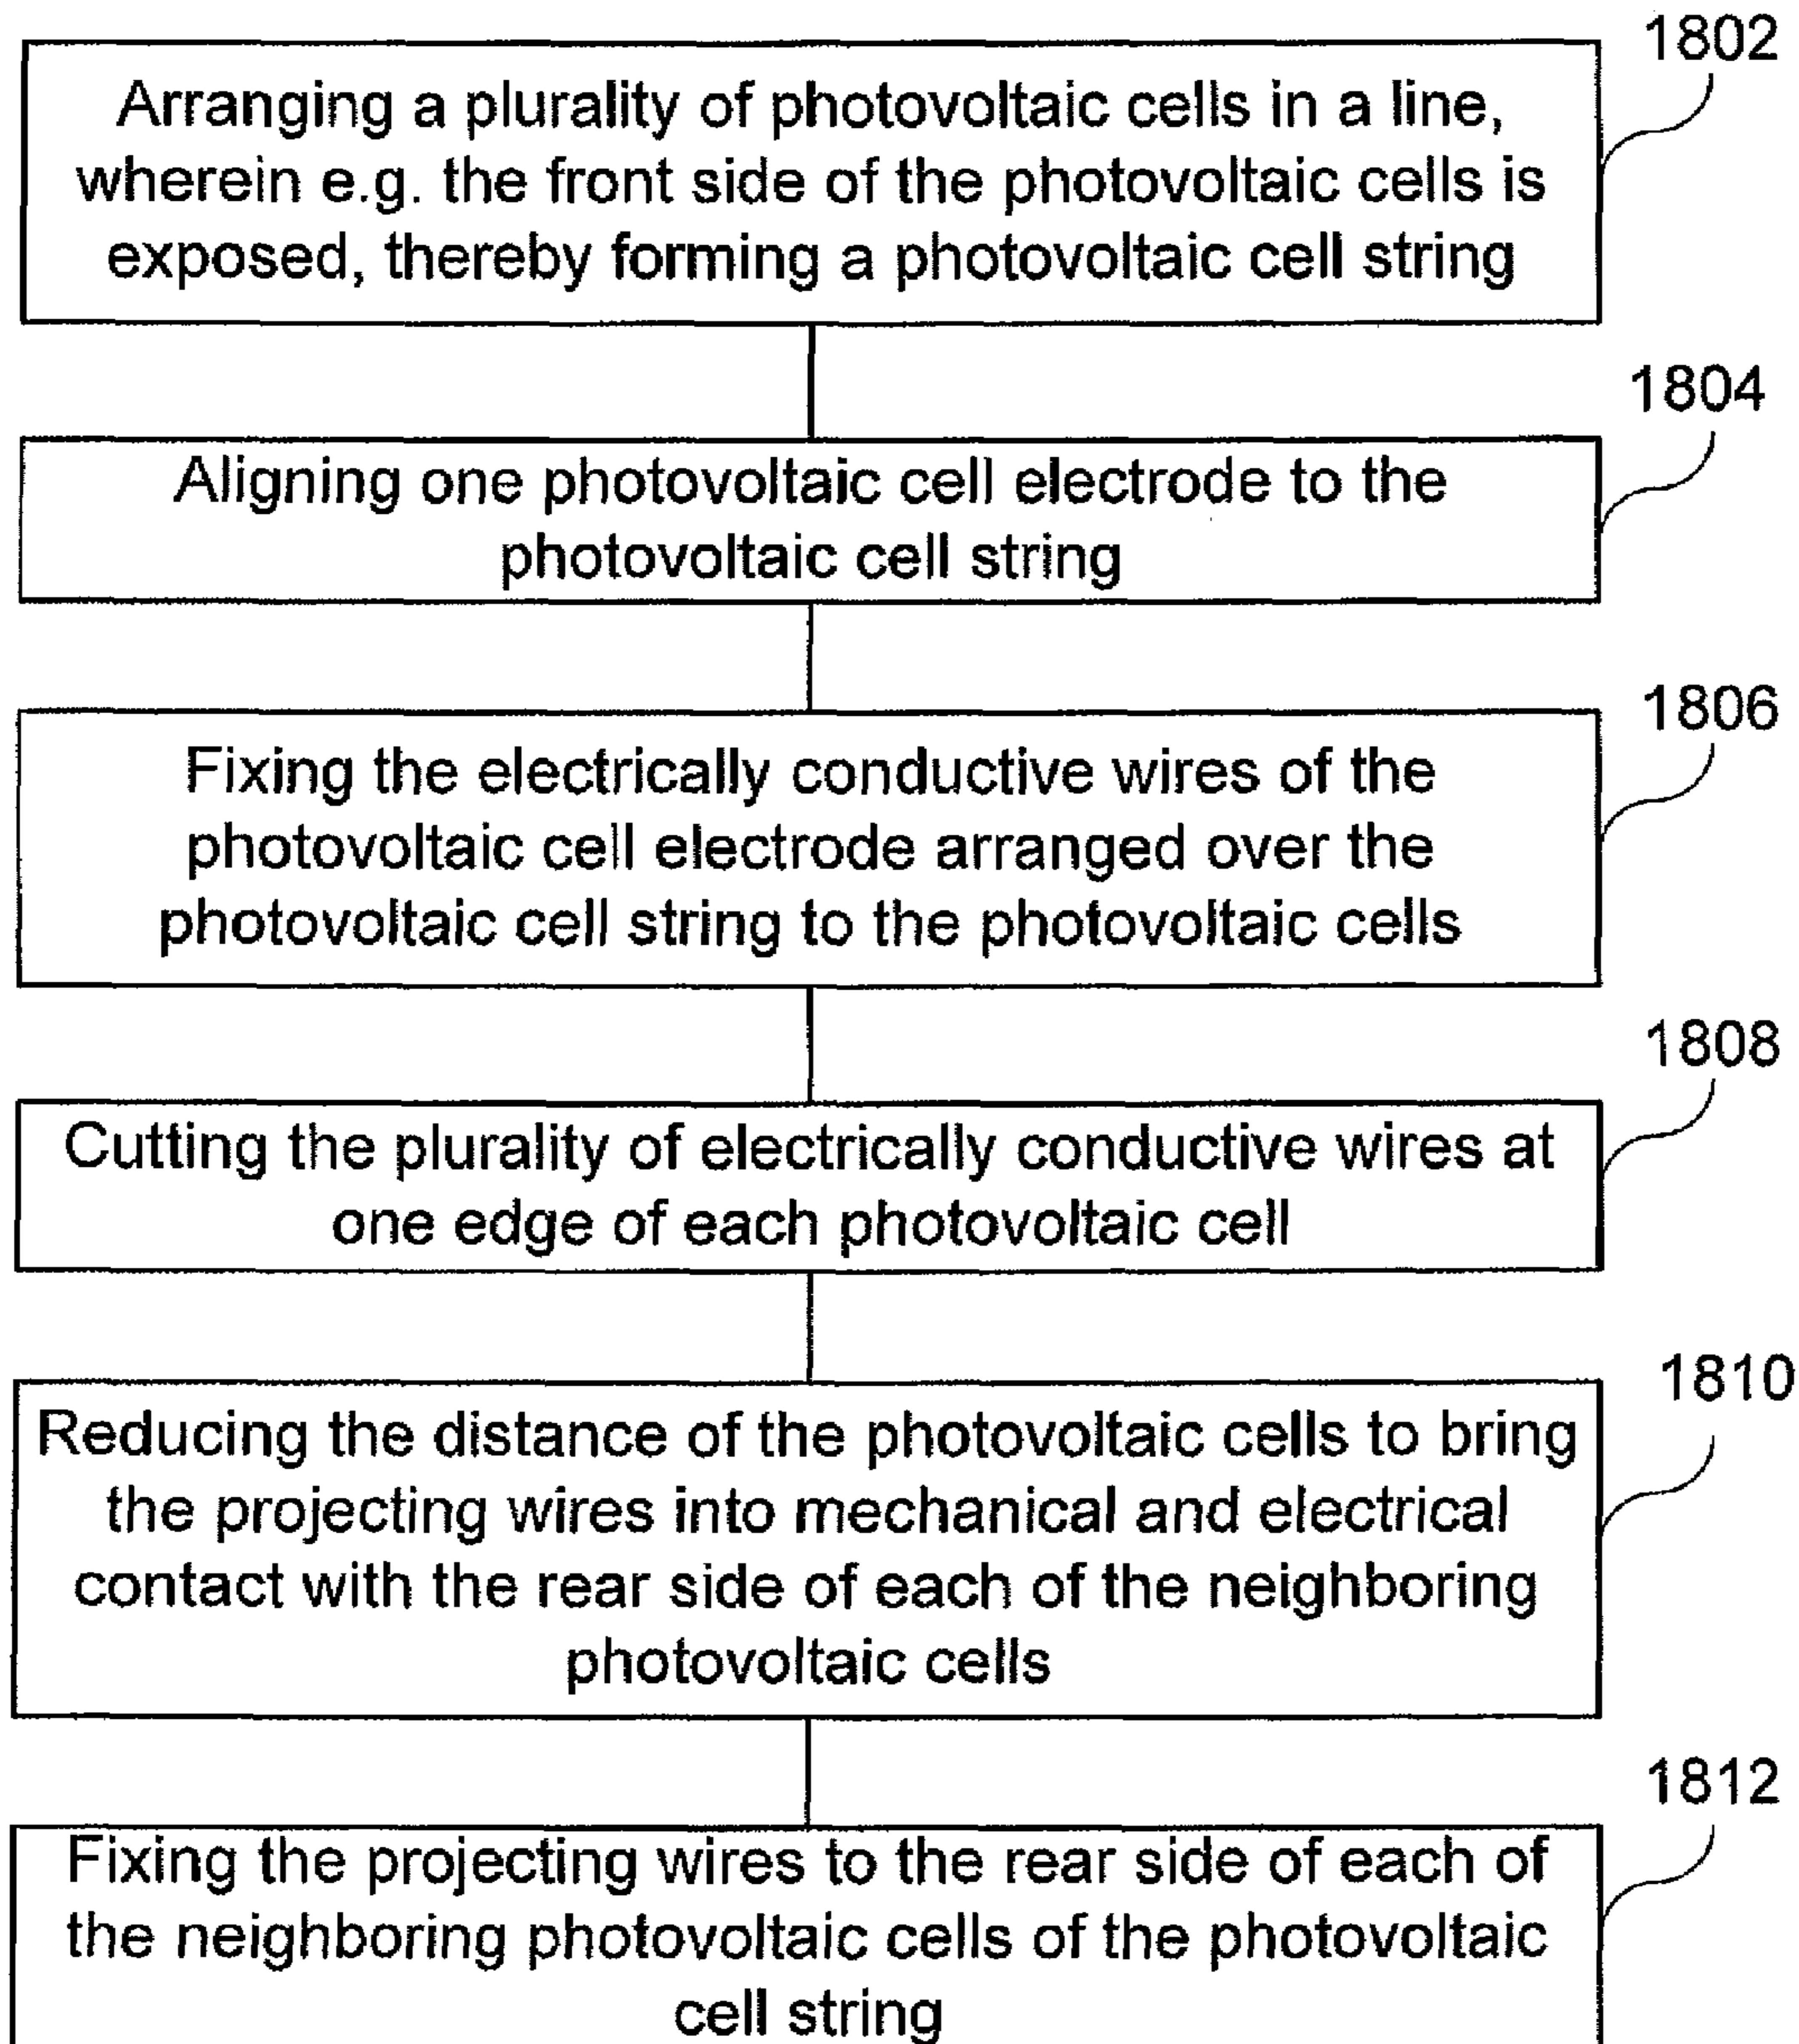 1802
Arranging a plurality of photovoltaic cells in a line,
wherein e.g. the front side of the photovoltaic cells is
exposed, thereby forming a photovoltaic cell string
1804
Aligning one photovoltaic cell electrode to the
photovoltaic cell string
1806
Fixing the electrically conductive wires of the
photovoltaic cell electrode arranged over the
photovoltaic cell string to the photovoltaic cells
1808
Cutting the plurality of electrically conductive wires at
one edge of each photovoltaic cell
1810
Reducing the distance of the photovoltaic cells to bring
the projecting wires into mechanical and electrical
contact with the rear side of each of the neighboring
photovoltaic cells
1812
Fixing the projecting wires to the rear side of each of
the neighboring photovoltaic cells of the photovoltaic
cell string